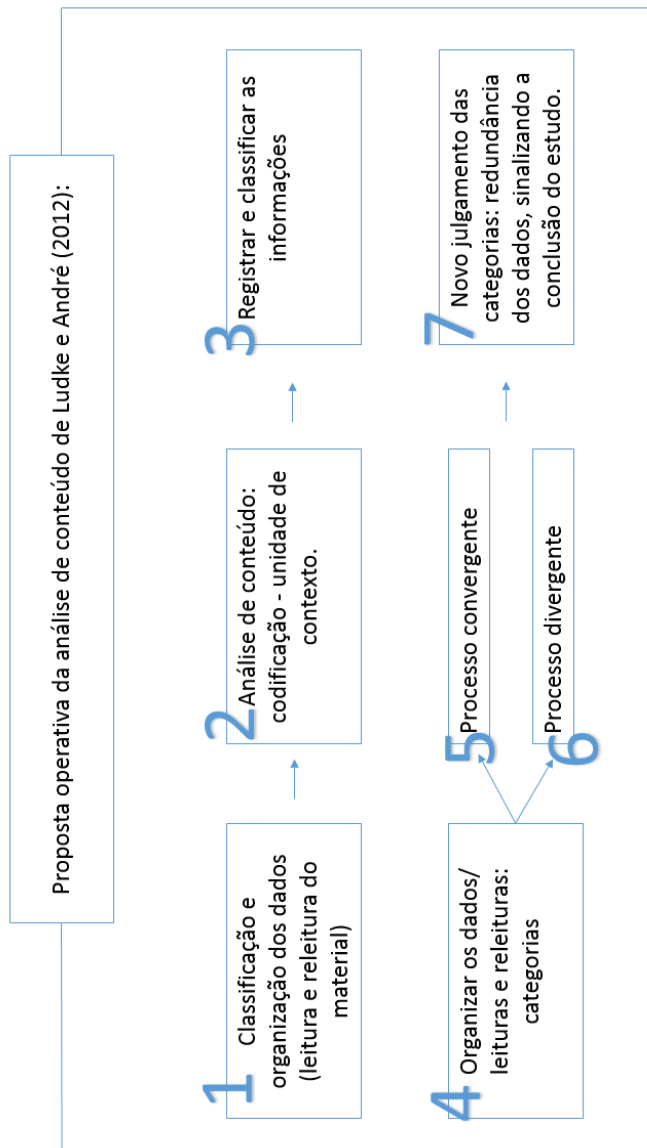 Proposta operativa da análise de conteúdo de Ludke e André (2012):
1
Classificação e
organização dos dados
(leitura e releitura do
material)
2
Análise de conteúdo:
codificação - unidade de
contexto.
3
Registrar e classificar as
informações
4
Organizar os dados/
leituras e releituras:
categorias
5
Processo convergente
6
Processo divergente
7
Novo julgamento das
categorias: redundância
dos dados, sinalizando a
conclusão do estudo.